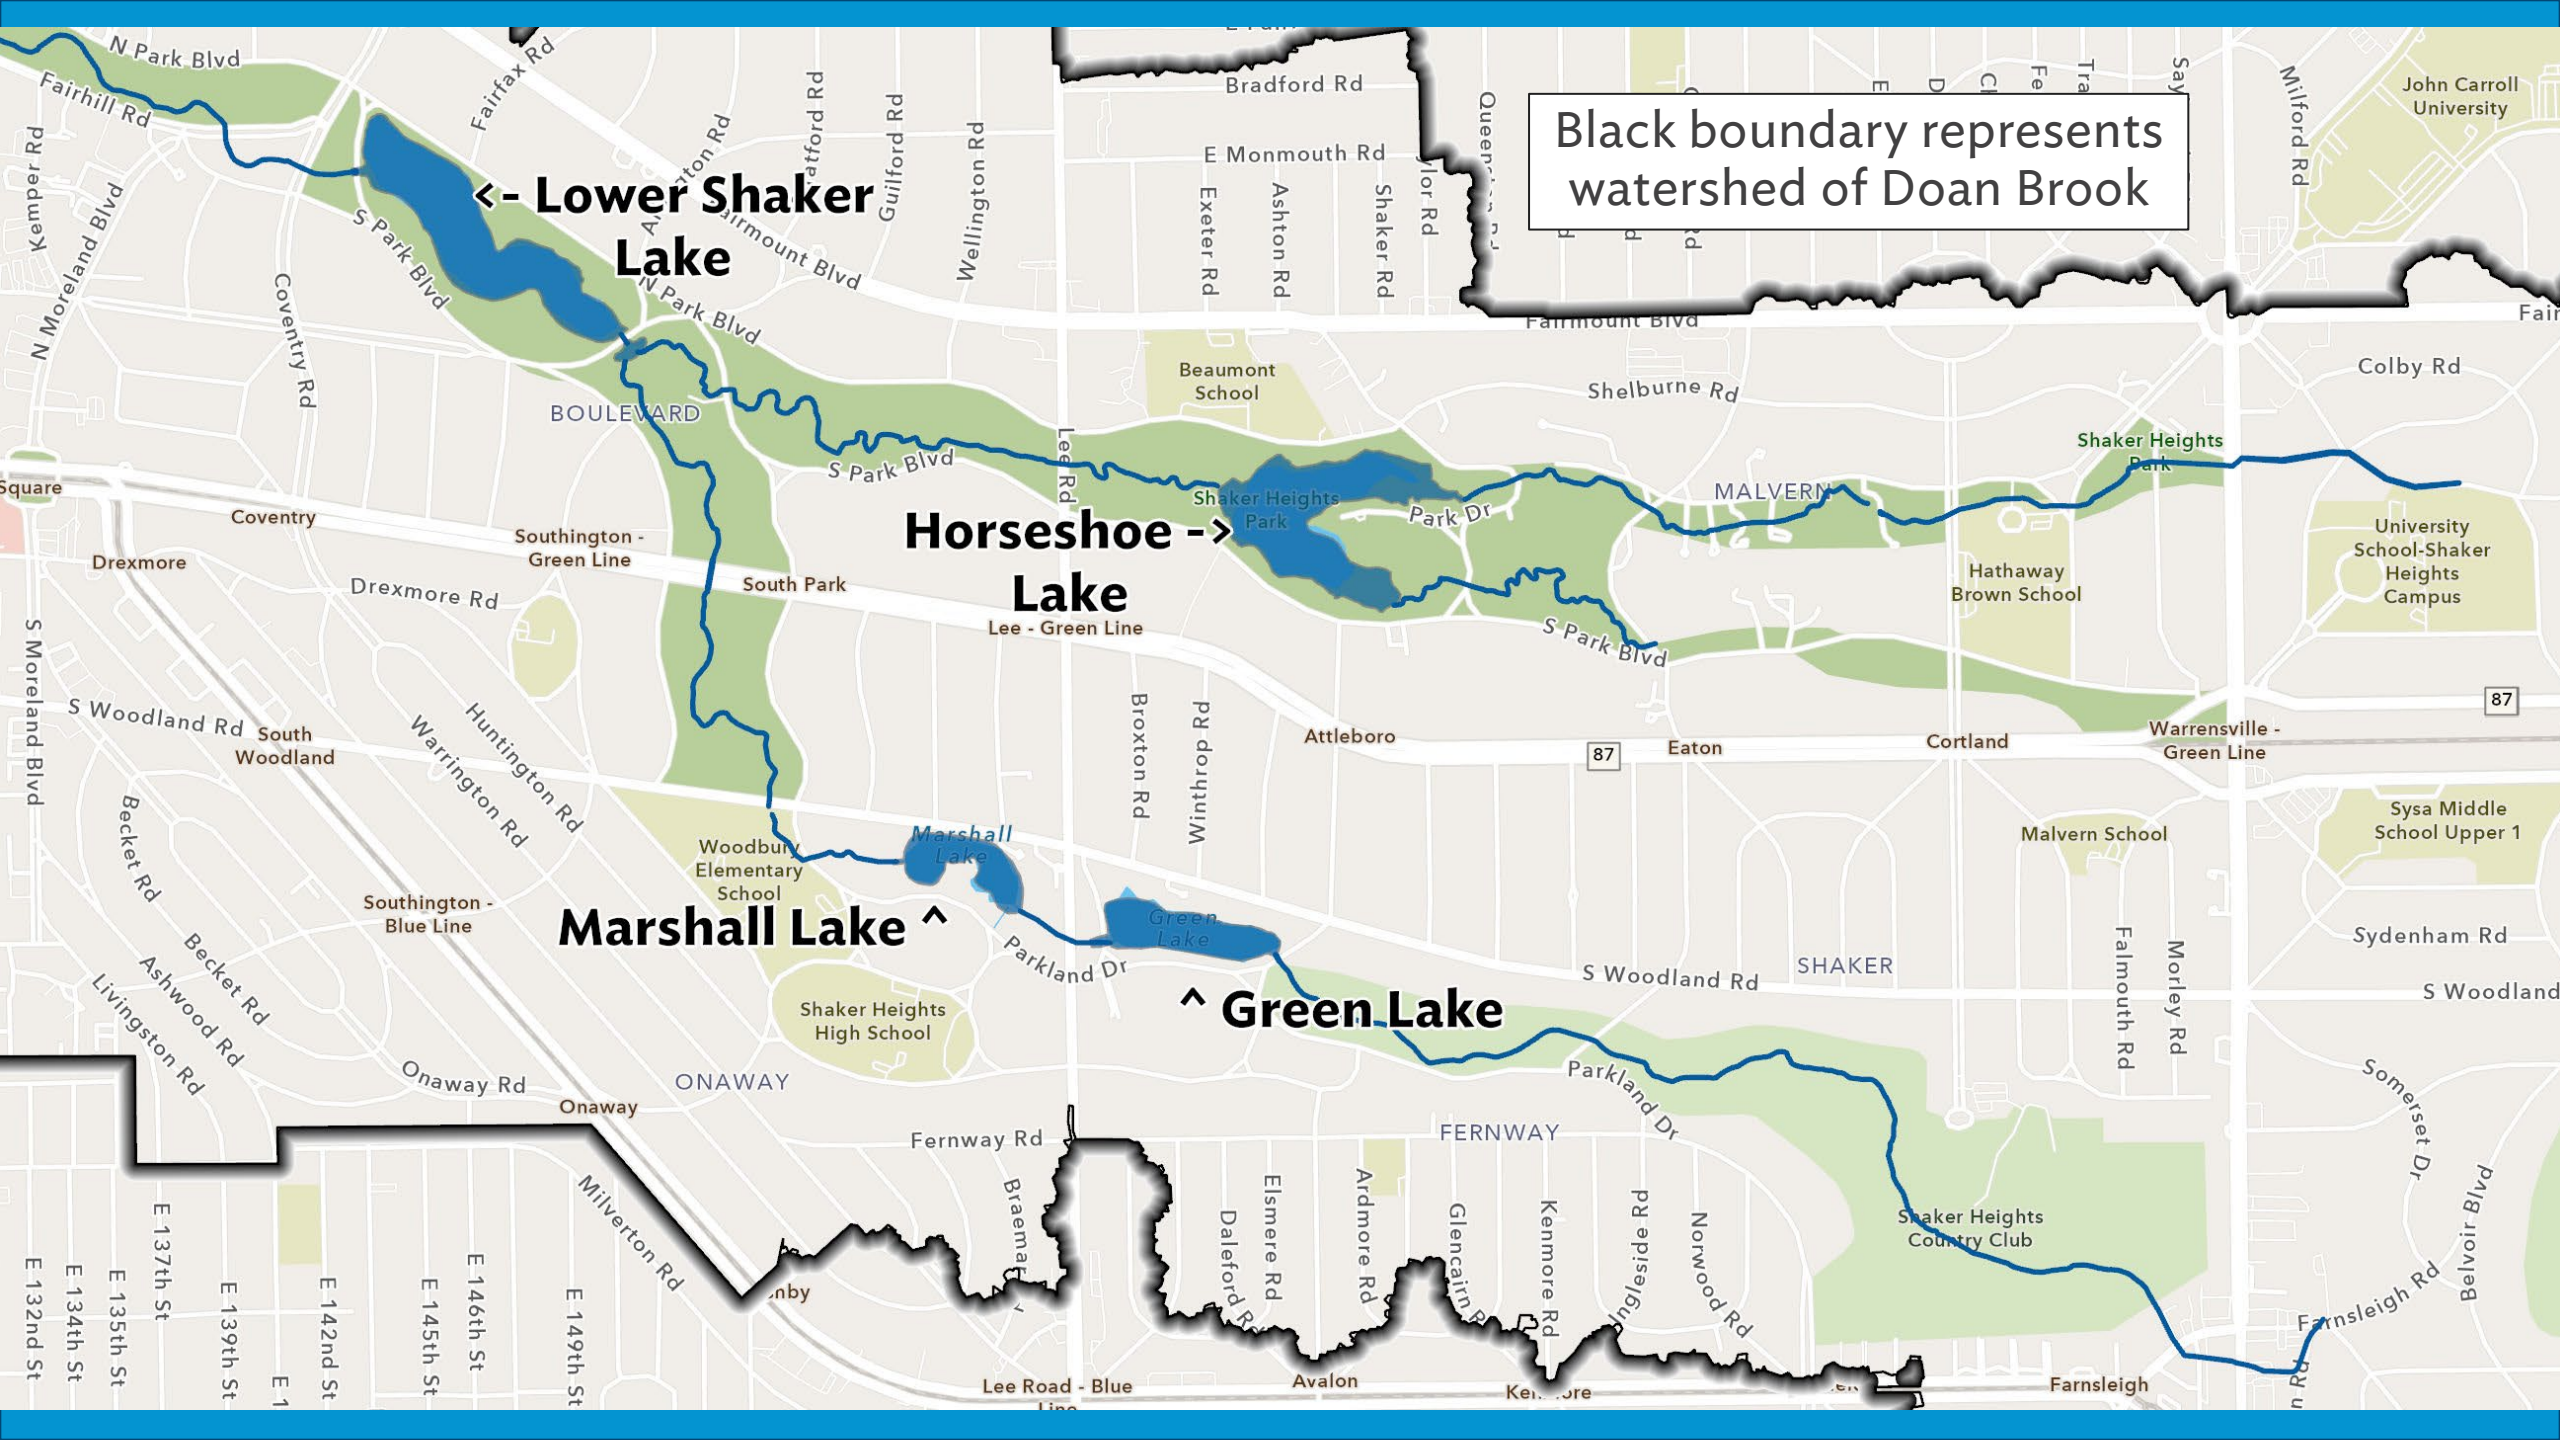 N Park Blvd
Fairhill Rd
Fairfax Rd
Bradford Rd
E Monmouth Rd
Black boundary represents
watershed of Doan Brook
John Carroll
University
Milford Rd
Kemper Rd
N Moreland Blvd
S Park Blvd
Coventry Rd
<- Lower Shaker
Lake
Guilford Rd
Wellington Rd
N Park Blvd
Exeter Rd
Ashton Rd
Shaker Rd
Fairmount Blvd
Beaumont
School
Shelburne Rd
Colby Rd
BOULEVARD
S Park Blvd
Lee Rd
Shaker Heights
Park
Park Dr
MALVERN
Shaker Heights
Park
Square
Coventry
Drexmore
Southington -
Green Line
Drexmore Rd
South Park
Horseshoe ->
Lake
Lee - Green Line
S Park Blvd
Hathaway
Brown School
University
School-Shaker
Heights
Campus
S Moreland Blvd
S Woodland Rd
South
Woodland
Warrington Rd
Huntington Rd
Broxton Rd
Winthrop Rd
Attleboro
87
Eaton
Cortland
Warrensville -
Green Line
87
Becket Rd
Woodbury
Elementary
School
Marshall
Lake
Malvern School
Sysa Middle
School Upper 1
Southington -
Blue Line
Marshall Lake ^
Green
Lake
Parkland Dr
^ Green Lake
S Woodland Rd
SHAKER
Falmouth Rd
Morley Rd
Sydenham Rd
S Woodland
Becket Rd
Ashwood Rd
Livingston Rd
Shaker Heights
High School
Onaway Rd
ONAWAY
Onaway
Fernway Rd
FERNWAY
Parkland Dr
Somerset Dr
Belvoir Blvd
Milverton Rd
Braemar
Daleford Rd
Elsmere Rd
Ardmore Rd
Glencairn R
Kenmore Rd
Ingleside Rd
Norwood Rd
Shaker Heights
Country Club
Farnsleigh Rd
E 132nd St
E 134th St
E 135th St
E 137th St
E 139th St
E 1
E 142nd St
E 145th St
E 146th St
E 149th St
Lee Road - Blue
Line
Avalon
Farnsleigh